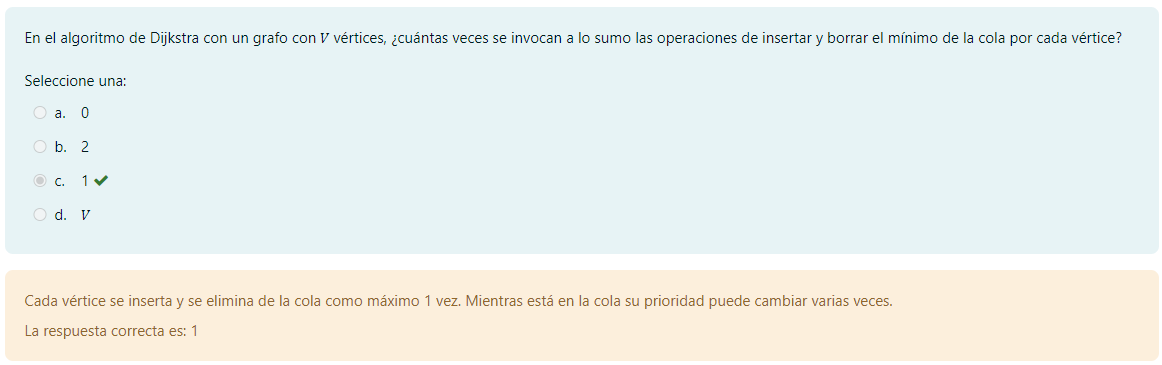 En el algoritmo de Dijkstra con un grafo con V vértices, ¿cuántas veces se invocan a lo sumo las operaciones de insertar y borrar el mínimo de la cola por cada vértice?
Seleccione una:
a. 0
b. 2
c. 1 ✔
d. V
Cada vértice se inserta y se elimina de la cola como máximo 1 vez. Mientras está en la cola su prioridad puede cambiar varias veces.
La respuesta correcta es: 1